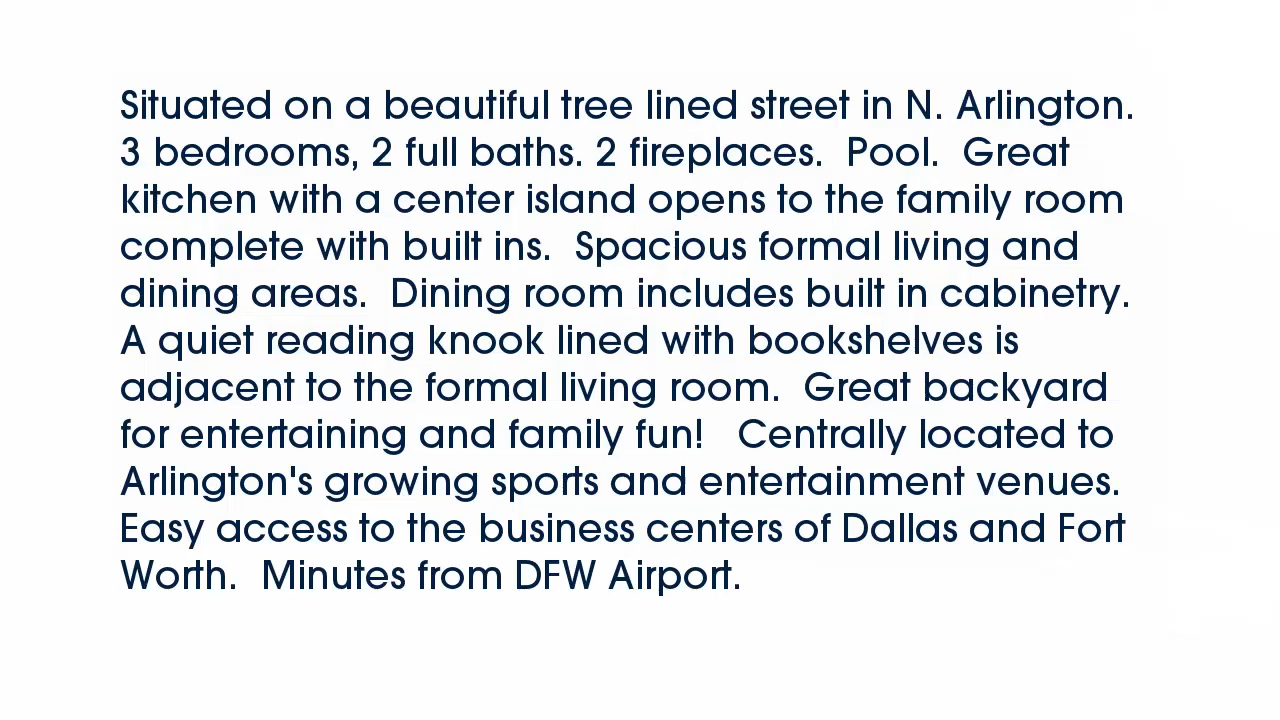 Situated on a beautiful tree lined street in N. Arlington.
3 bedrooms, 2 full baths. 2 fireplaces.  Pool.  Great
kitchen with a center island opens to the family room
complete with built ins.  Spacious formal living and
dining areas.  Dining room includes built in cabinetry.
A quiet reading knook lined with bookshelves is
adjacent to the formal living room.  Great backyard
for entertaining and family fun!   Centrally located to
Arlington's growing sports and entertainment venues.
Easy access to the business centers of Dallas and Fort
Worth.  Minutes from DFW Airport.